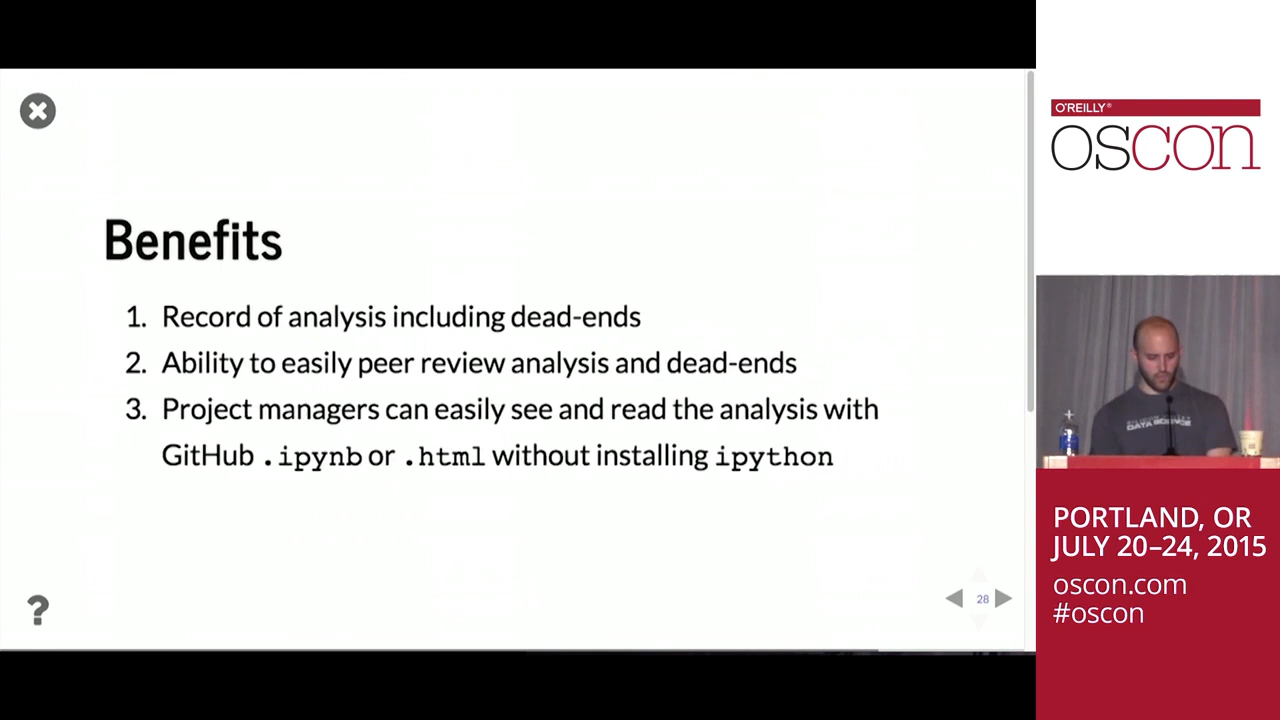 Benefits
1. Record of analysis including dead-ends
2. Ability to easily peer review analysis and dead-ends
3. Project managers can easily see and read the analysis with
GitHub .ipynb or .html without installing ipython
28
?
O'REILLY®
OSCON
DATA SCIENCE
PORTLAND, OR
JULY 20–24, 2015
oscon.com
#oscon